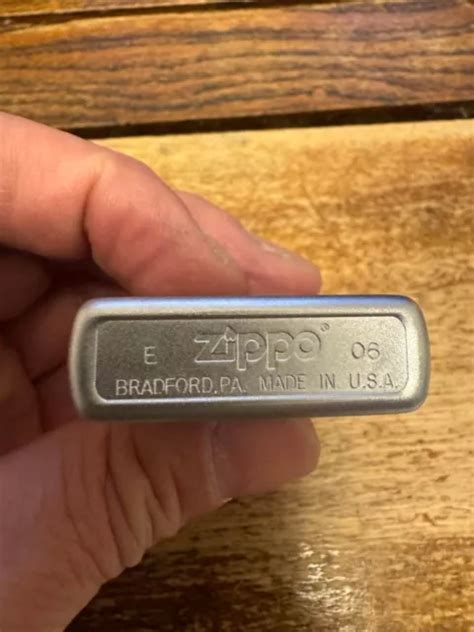 E zippo® 06
BRADFORD, PA. MADE IN U.S.A.